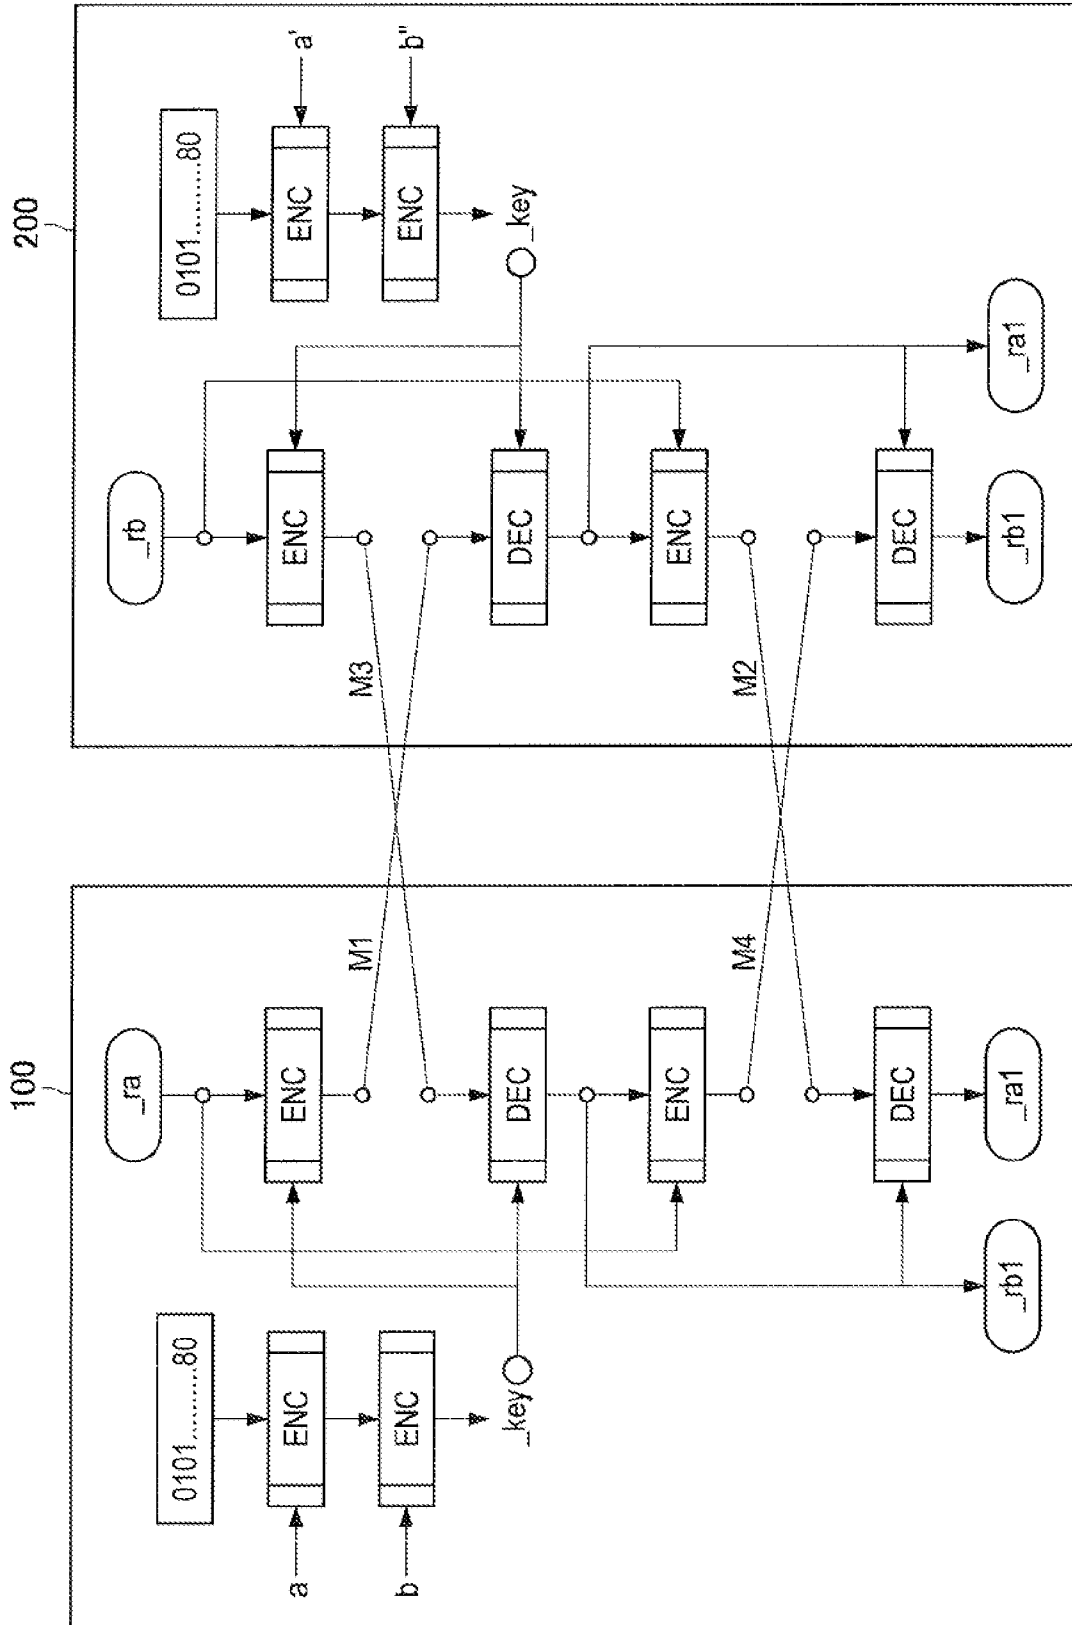 100
200
0101..........80
ENC
ENC
a
b
_key
_ra
ENC
DEC
ENC
DEC
_rb1
_ra1
M1
M3
M4
M2
_rb
ENC
DEC
ENC
DEC
_rb1
_ra1
0101..........80
ENC
ENC
a'
b"
_key